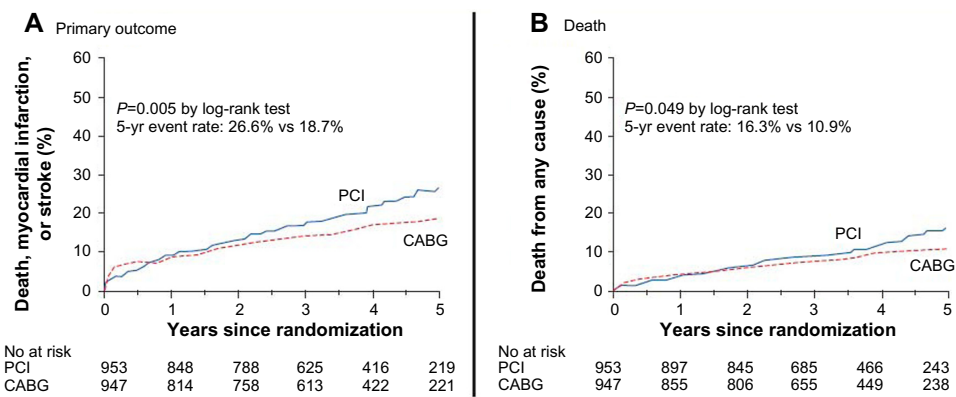 A Primary outcome
Death, myocardial infarction,
or stroke (%)
60
50
40
30
20
10
0
P=0.005 by log-rank test
5-yr event rate: 26.6% vs 18.7%
PCI
CABG
0 1 2 3 4 5
Years since randomization
No at risk
PCI 953 848 788 625 416 219
CABG 947 814 758 613 422 221
B Death
Death from any cause (%)
60
50
40
30
20
10
0
P=0.049 by log-rank test
5-yr event rate: 16.3% vs 10.9%
PCI
CABG
0 1 2 3 4 5
Years since randomization
No at risk
PCI 953 897 845 685 466 243
CABG 947 855 806 655 449 238